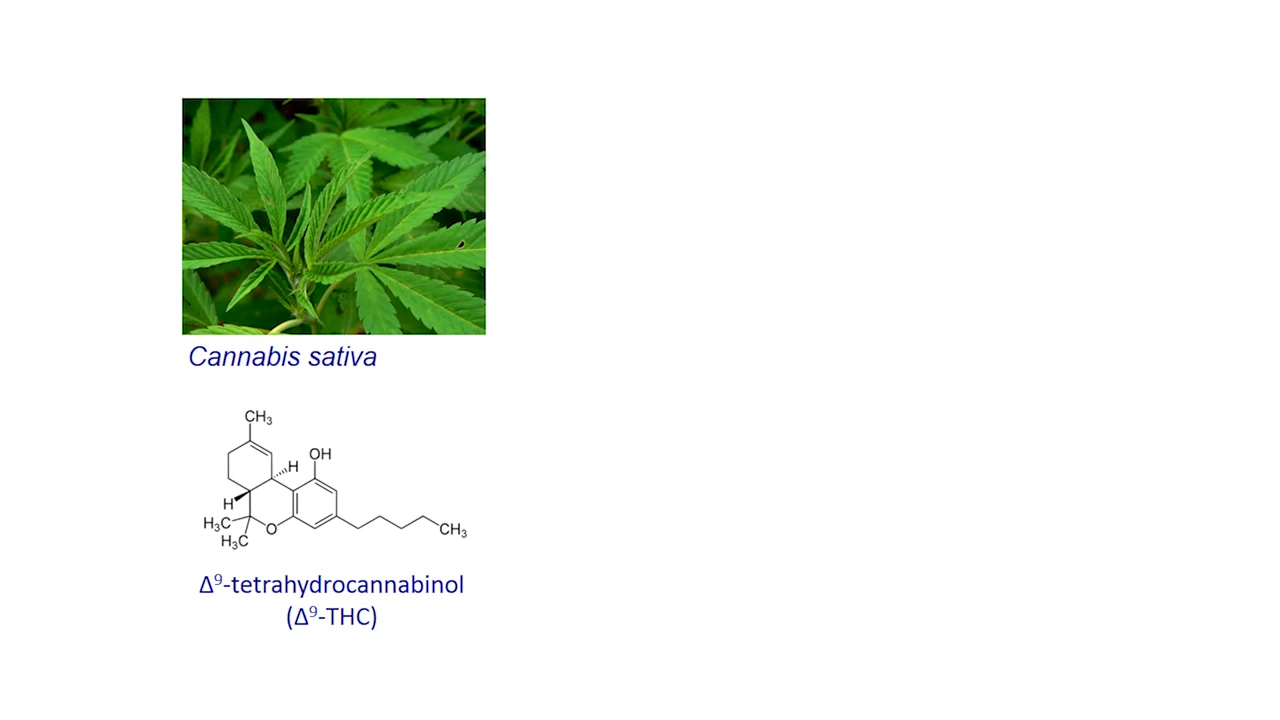 Cannabis sativa
CH₃
OH
H
H
H₃C
O
CH₃
H₃C
Δ⁹-tetrahydrocannabinol
(Δ⁹-THC)